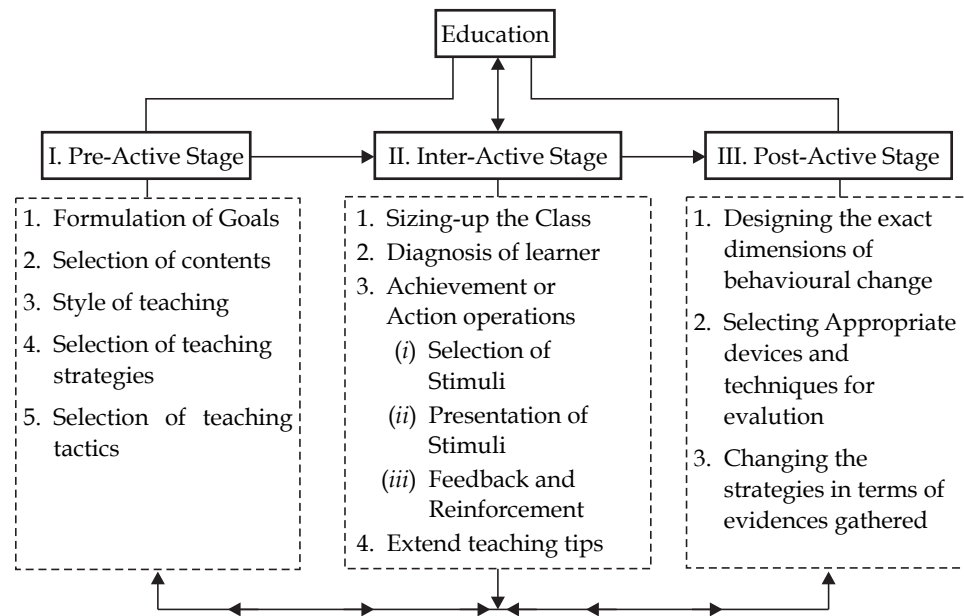 Education
I. Pre-Active Stage
II. Inter-Active Stage
III. Post-Active Stage
1. Formulation of Goals
2. Selection of contents
3. Style of teaching
4. Selection of teaching
strategies
5. Selection of teaching
tactics
1. Sizing-up the Class
2. Diagnosis of learner
3. Achievement or
Action operations
(i) Selection of
Stimuli
(ii) Presentation of
Stimuli
(iii) Feedback and
Reinforcement
4. Extend teaching tips
1. Designing the exact
dimensions of
behavioural change
2. Selecting Appropriate
devices and
techniques for
evalution
3. Changing the
strategies in terms of
evidences gathered